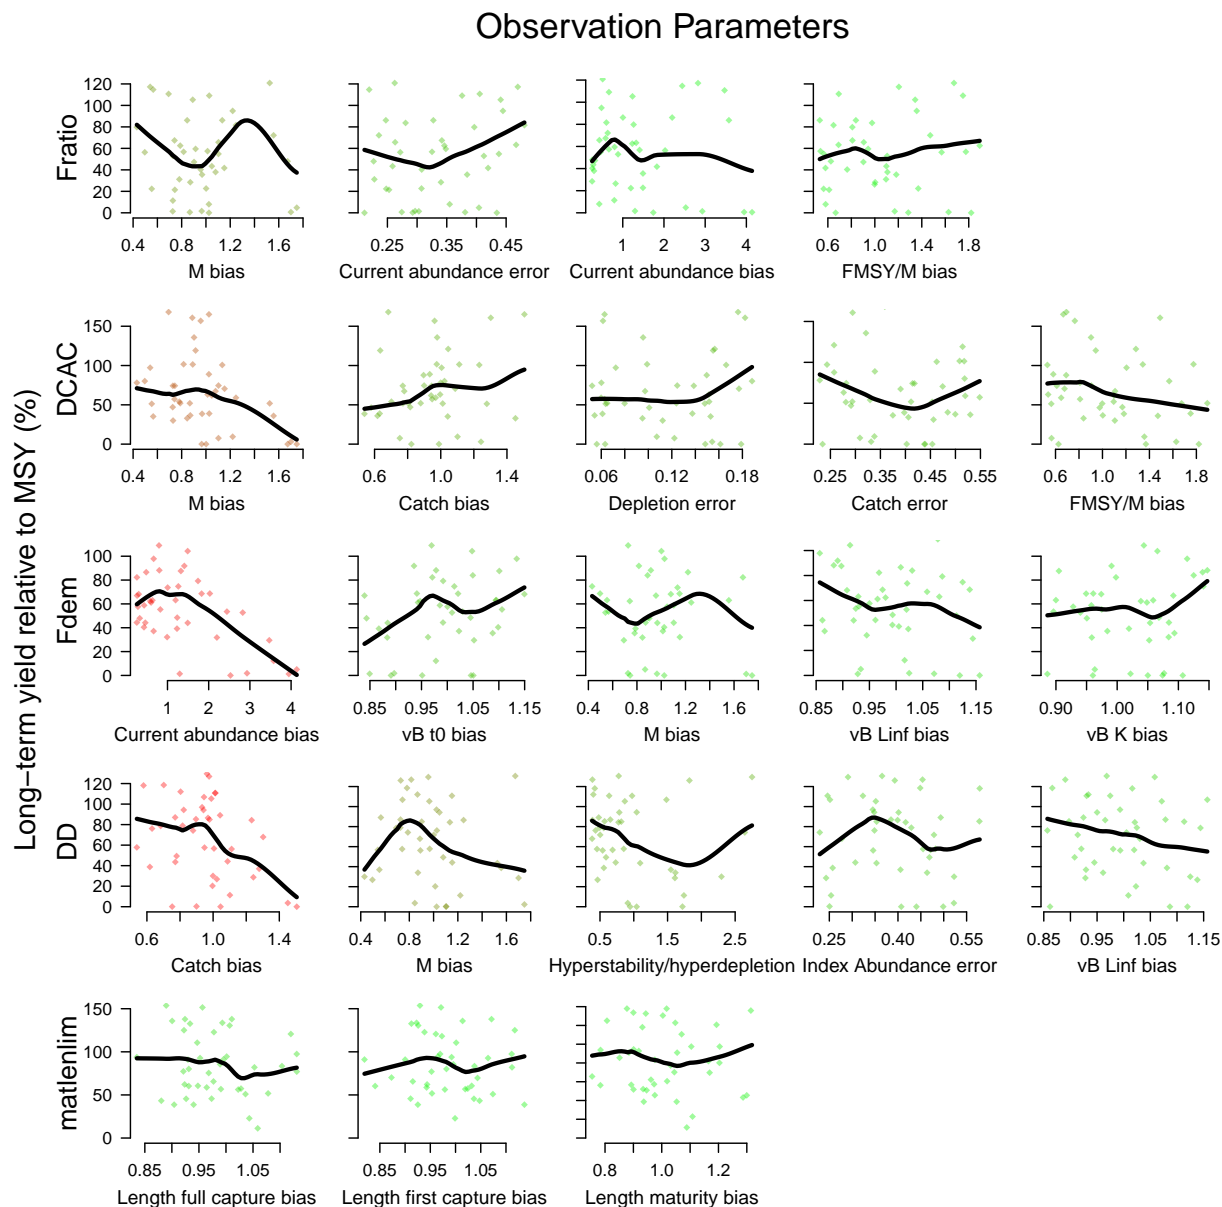 Observation Parameters
Long−term yield relative to MSY (%)
Fratio
0 20 40 60 80 100 120
0.4 0.8 1.2 1.6
M bias
0.25 0.35 0.45
Current abundance error
1 2 3 4
Current abundance bias
0.6 1.0 1.4 1.8
FMSY/M bias
DCAC
0 50 100 150
0.4 0.8 1.2 1.6
M bias
0.6 1.0 1.4
Catch bias
0.06 0.10 0.14
Depletion error
0.25 0.35 0.45 0.55
Catch error
0.6 1.0 1.4 1.8
FMSY/M bias
Fdem
0 20 40 60 80 100
1 2 3 4
Current abundance bias
0.85 0.95 1.05 1.15
vB t0 bias
0.4 0.8 1.2 1.6
M bias
0.85 0.95 1.05 1.15
vB Linf bias
0.90 1.00 1.10
vB K bias
DD
0 20 40 60 80 100 120
0.6 1.0 1.4
Catch bias
0.4 0.8 1.2 1.6
M bias
0.5 1.5 2.5
Hyperstability/hyperdepletion
0.25 0.40 0.55
Index Abundance error
0.85 0.95 1.05 1.15
vB Linf bias
matlenlim
0 50 100 150
0.85 0.95 1.05
Length full capture bias
0.85 0.95 1.05
Length first capture bias
0.8 1.0 1.2
Length maturity bias